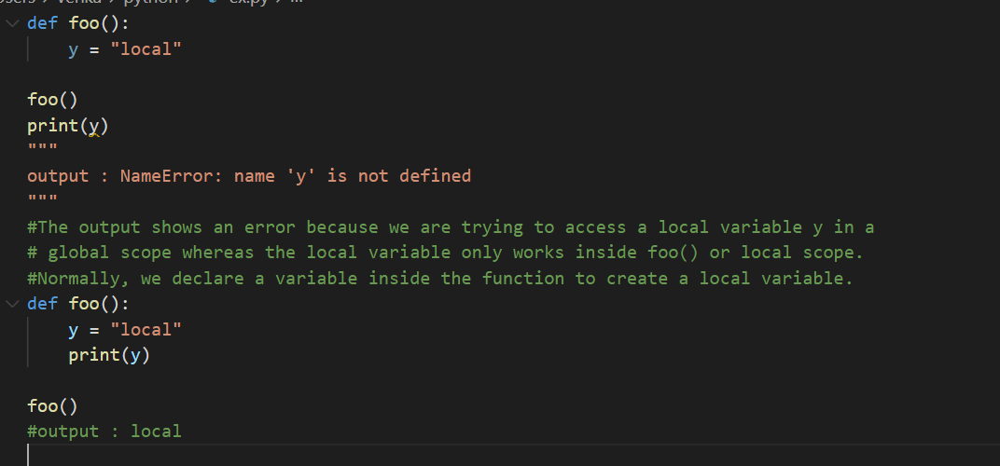 def foo():
    y = "local"

foo()
print(y)
"""
output : NameError: name 'y' is not defined
"""
#The output shows an error because we are trying to access a local variable y in a
# global scope whereas the local variable only works inside foo() or local scope.
#Normally, we declare a variable inside the function to create a local variable.
def foo():
    y = "local"
    print(y)

foo()
#output : local